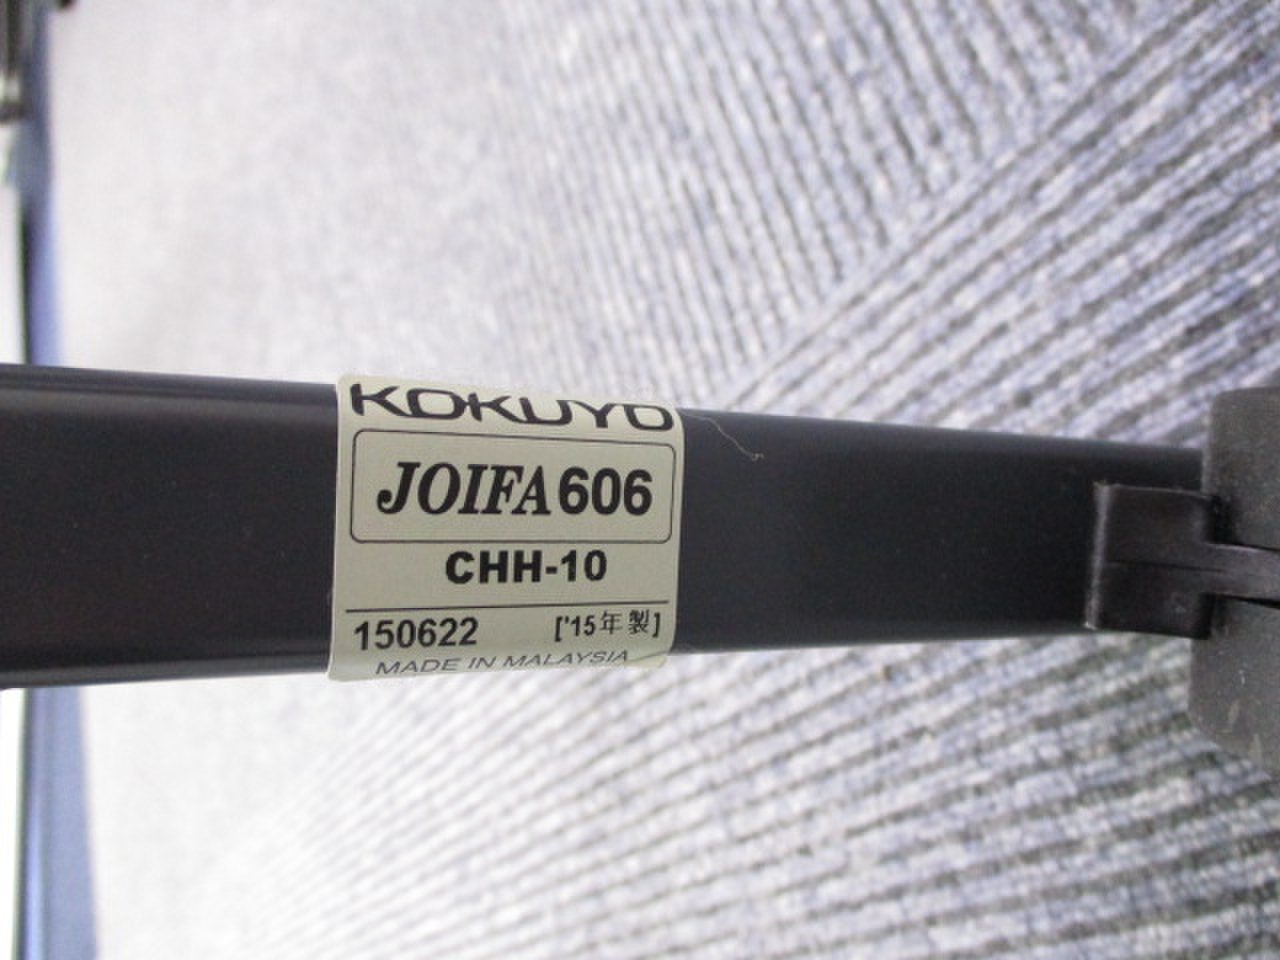 KOKUYO
JOIFA606
CHH-10
150622 ['15年製]
MADE IN MALAYSIA